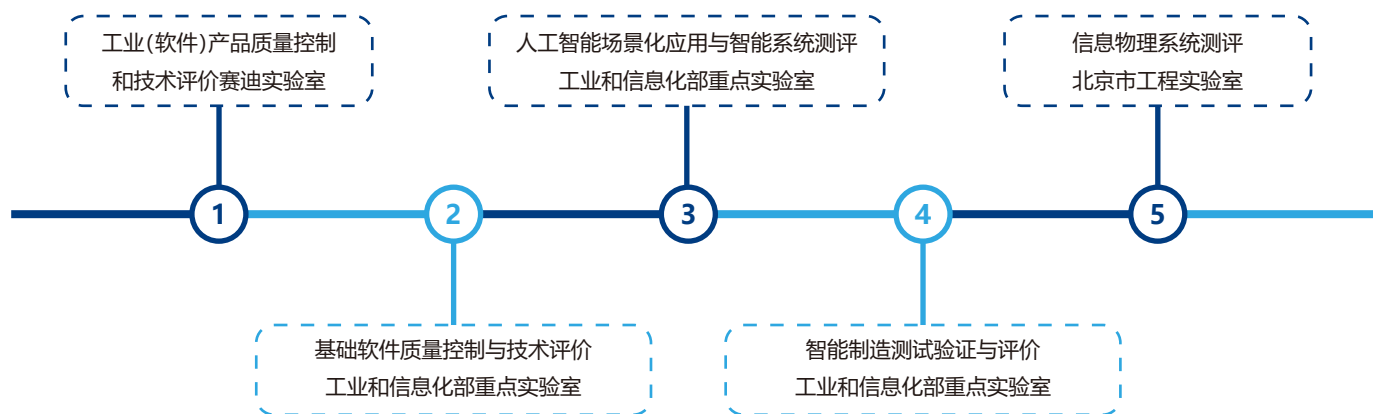 工业(软件)产品质量控制
和技术评价赛迪实验室
人工智能场景化应用与智能系统测评
工业和信息化部重点实验室
信息物理系统测评
北京市工程实验室
1
2
3
4
5
基础软件质量控制与技术评价
工业和信息化部重点实验室
智能制造测试验证与评价
工业和信息化部重点实验室